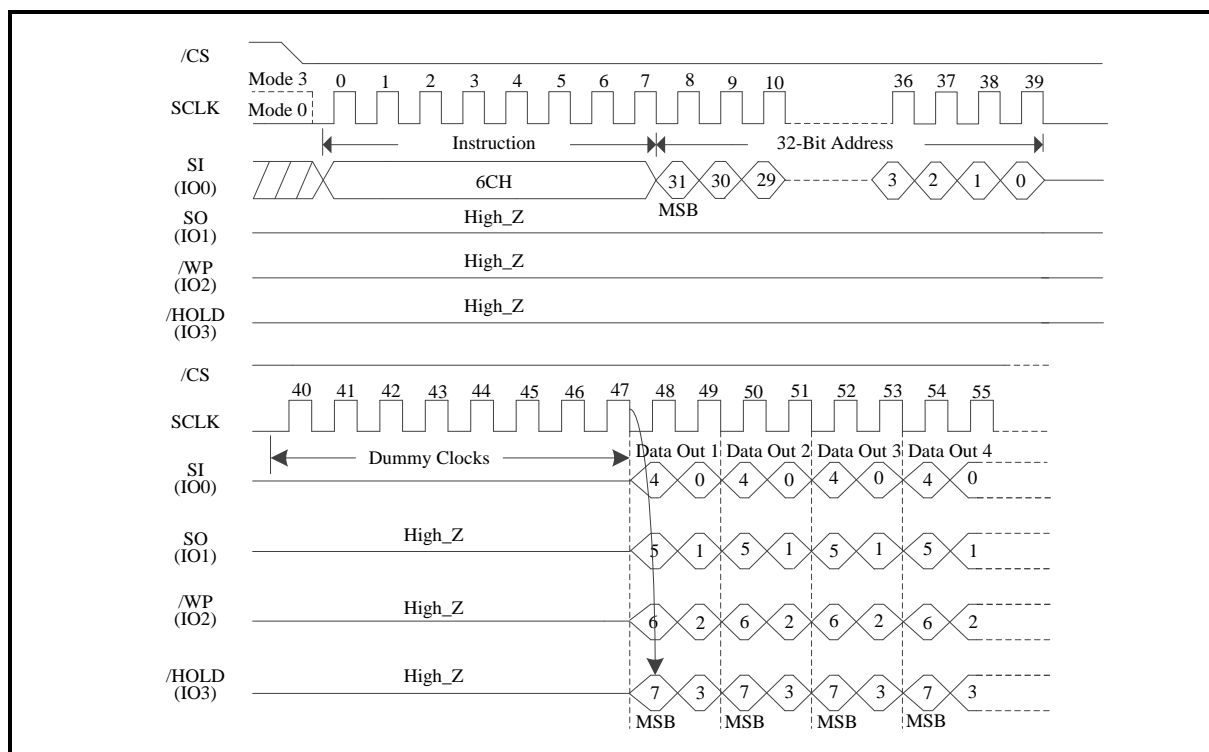 /CS
Mode 3
0 1 2 3 4 5 6 7 8 9 10 36 37 38 39
SCLK
Mode 0
Instruction
32-Bit Address
SI
(IO0)
6CH
31 30 29 3 2 1 0
MSB
SO
(IO1)
High_Z
/WP
(IO2)
High_Z
/HOLD
(IO3)
High_Z
/CS
40 41 42 43 44 45 46 47 48 49 50 51 52 53 54 55
SCLK
Dummy Clocks
Data Out 1 Data Out 2 Data Out 3 Data Out 4
SI
(IO0)
4 0 4 0 4 0 4 0
SO
(IO1)
High_Z
5 1 5 1 5 1 5 1
/WP
(IO2)
High_Z
6 2 6 2 6 2 6 2
/HOLD
(IO3)
High_Z
7 3 7 3 7 3 7 3
MSB MSB MSB MSB